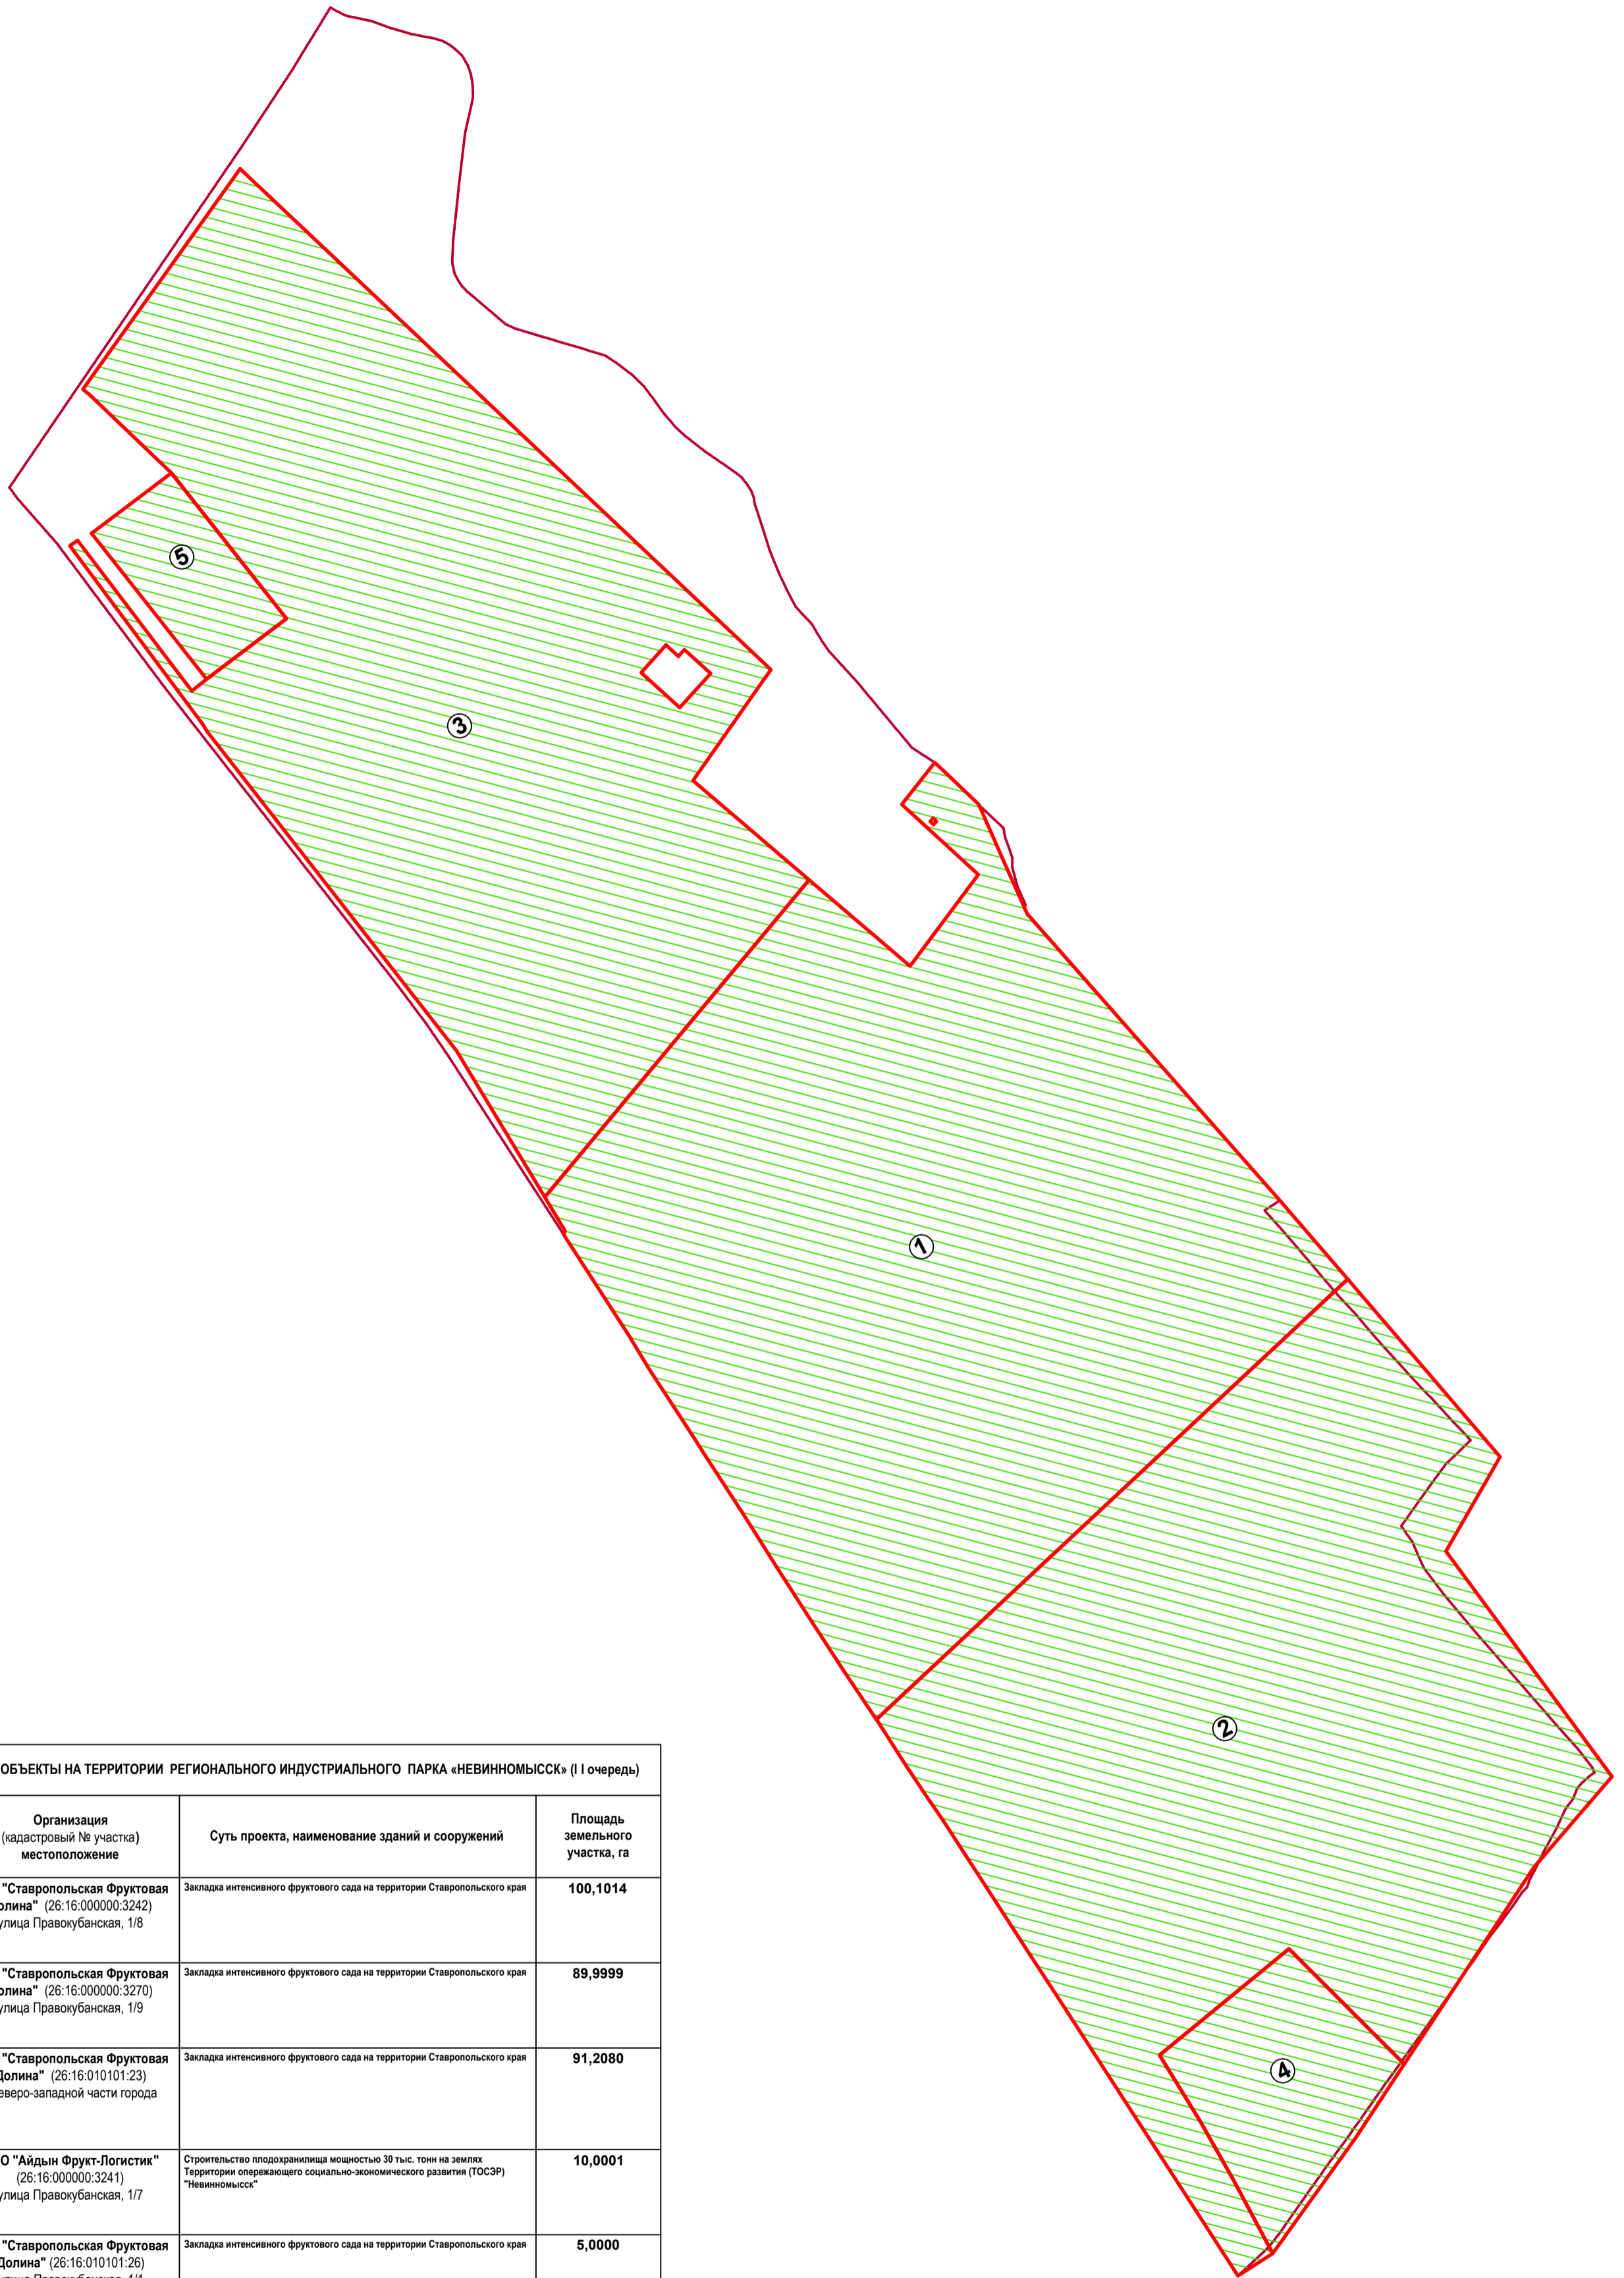 5
3
1
2
4
ОБЪЕКТЫ НА ТЕРРИТОРИИ РЕГИОНАЛЬНОГО ИНДУСТРИАЛЬНОГО ПАРКА «НЕВИННОМЫССК» (I I очередь)
Организация
(кадастровый № участка)
местоположение
Суть проекта, наименование зданий и сооружений
Площадь
земельного
участка, га
"Ставропольская Фруктовая
олина" (26:16:000000:3242)
улица Правокубанская, 1/8
Закладка интенсивного фруктового сада на территории Ставропольского края
100,1014
"Ставропольская Фруктовая
олина" (26:16:000000:3270)
улица Правокубанская, 1/9
Закладка интенсивного фруктового сада на территории Ставропольского края
89,9999
"Ставропольская Фруктовая
Долина" (26:16:010101:23)
еверо-западной части города
Закладка интенсивного фруктового сада на территории Ставропольского края
91,2080
О "Айдын Фрукт-Логистик"
(26:16:000000:3241)
улица Правокубанская, 1/7
Строительство плодохранилища мощностью 30 тыс. тонн на землях
Территории опережающего социально-экономического развития (ТОСЭР)
"Невинномысск"
10,0001
"Ставропольская Фруктовая
Долина" (26:16:010101:26)
улица Правокубанская, 1/1
Закладка интенсивного фруктового сада на территории Ставропольского края
5,0000